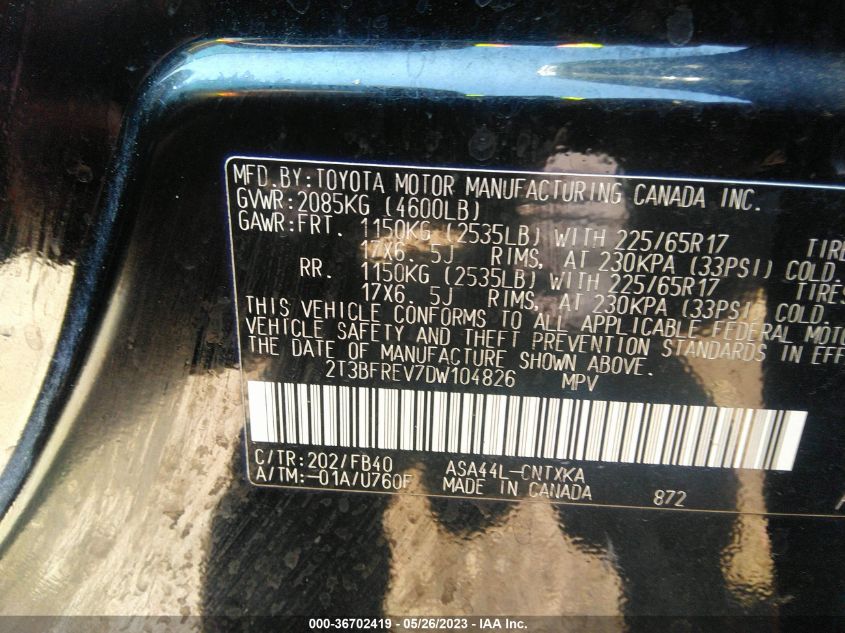 MFD.BY:TOYOTA MOTOR MANUFACTURING CANADA INC.
GVWR:2085KG (4600LB)
GAWR:FRT. 1150KG (2535LB) WITH 225/65R17 TIRE
17X6. 5J RIMS, AT 230KPA (33PSI) COLD.
RR. 1150KG (2535LB) WITH 225/65R17 TIRES
17X6. 5J RIMS, AT 230KPA (33PSI COLD.
THIS VEHICLE CONFORMS TO ALL APPLICABLE FEDERAL MOTO
VEHICLE SAFETY AND THEFT PREVENTION STANDARDS IN EFF
THE DATE OF MANUFACTURE SHOWN ABOVE.
2T3BFREV7DW104826 MPV
C/TR:202/FB40 ASA44L-CNTXKA
A/TM:-01A/U760F MADE IN CANADA 872
000-36702419 - 05/26/2023 - IAA Inc.